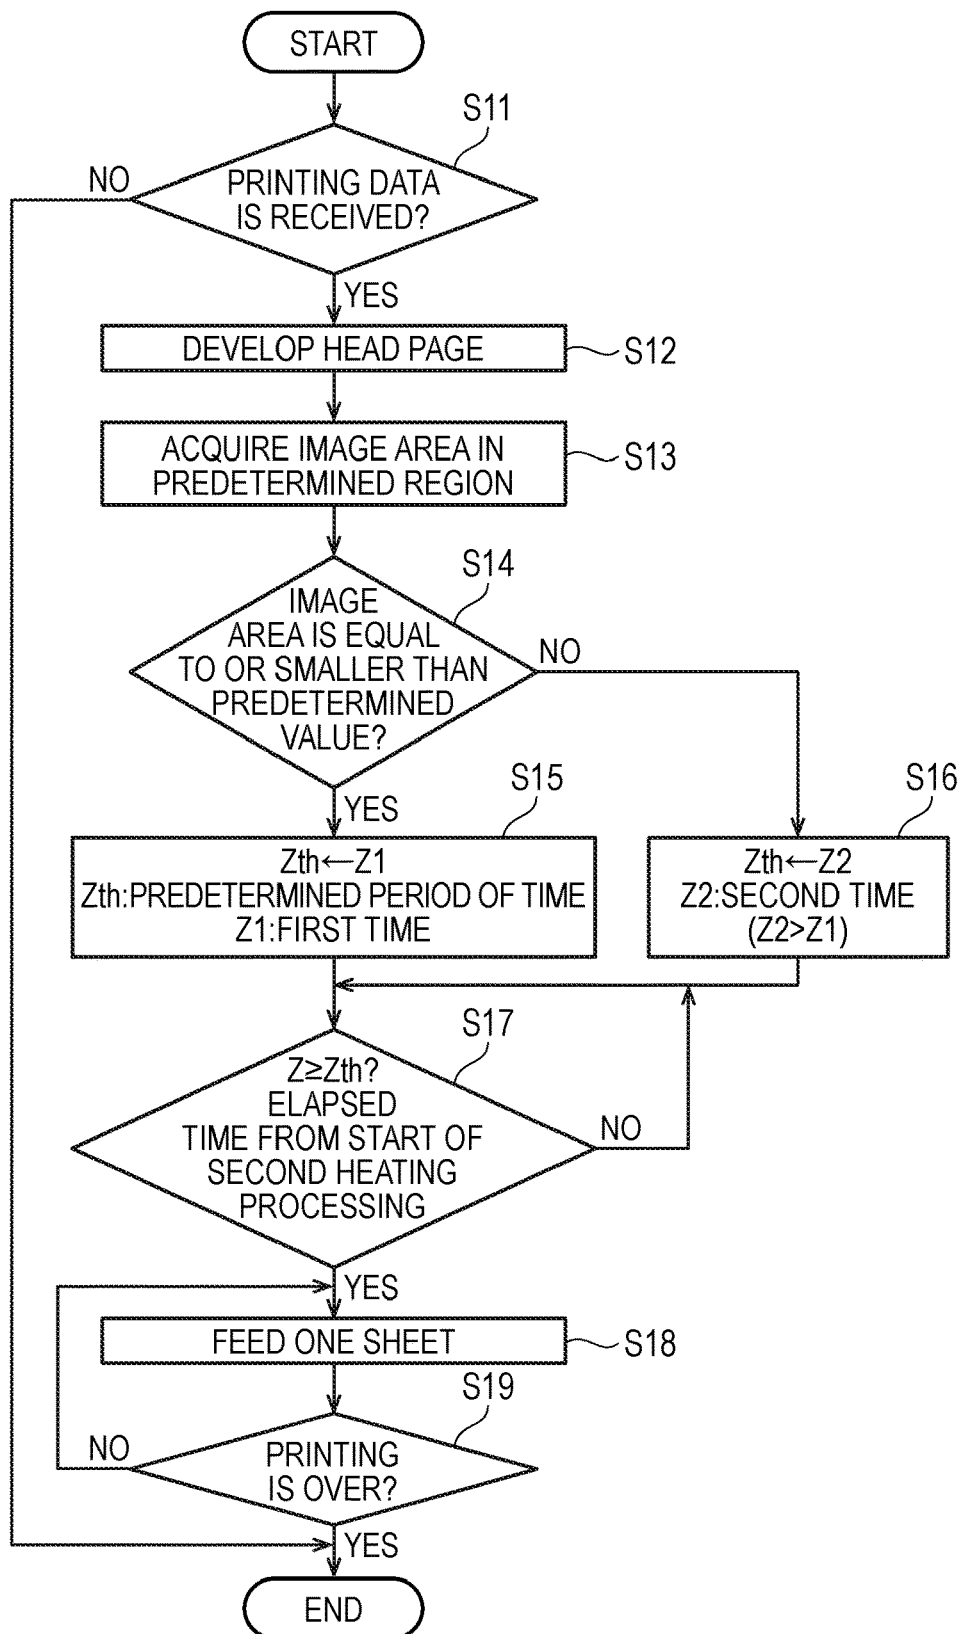 START
S11
NO
PRINTING DATA
IS RECEIVED?
YES
DEVELOP HEAD PAGE
S12
ACQUIRE IMAGE AREA IN
PREDETERMINED REGION
S13
S14
IMAGE
AREA IS EQUAL
TO OR SMALLER THAN
PREDETERMINED
VALUE?
NO
YES
S15
S16
Zth←Z1
Zth:PREDETERMINED PERIOD OF TIME
Z1:FIRST TIME
Zth←Z2
Z2:SECOND TIME
(Z2>Z1)
S17
Z≥Zth?
ELAPSED
TIME FROM START OF
SECOND HEATING
PROCESSING
NO
YES
FEED ONE SHEET
S18
S19
NO
PRINTING
IS OVER?
YES
END